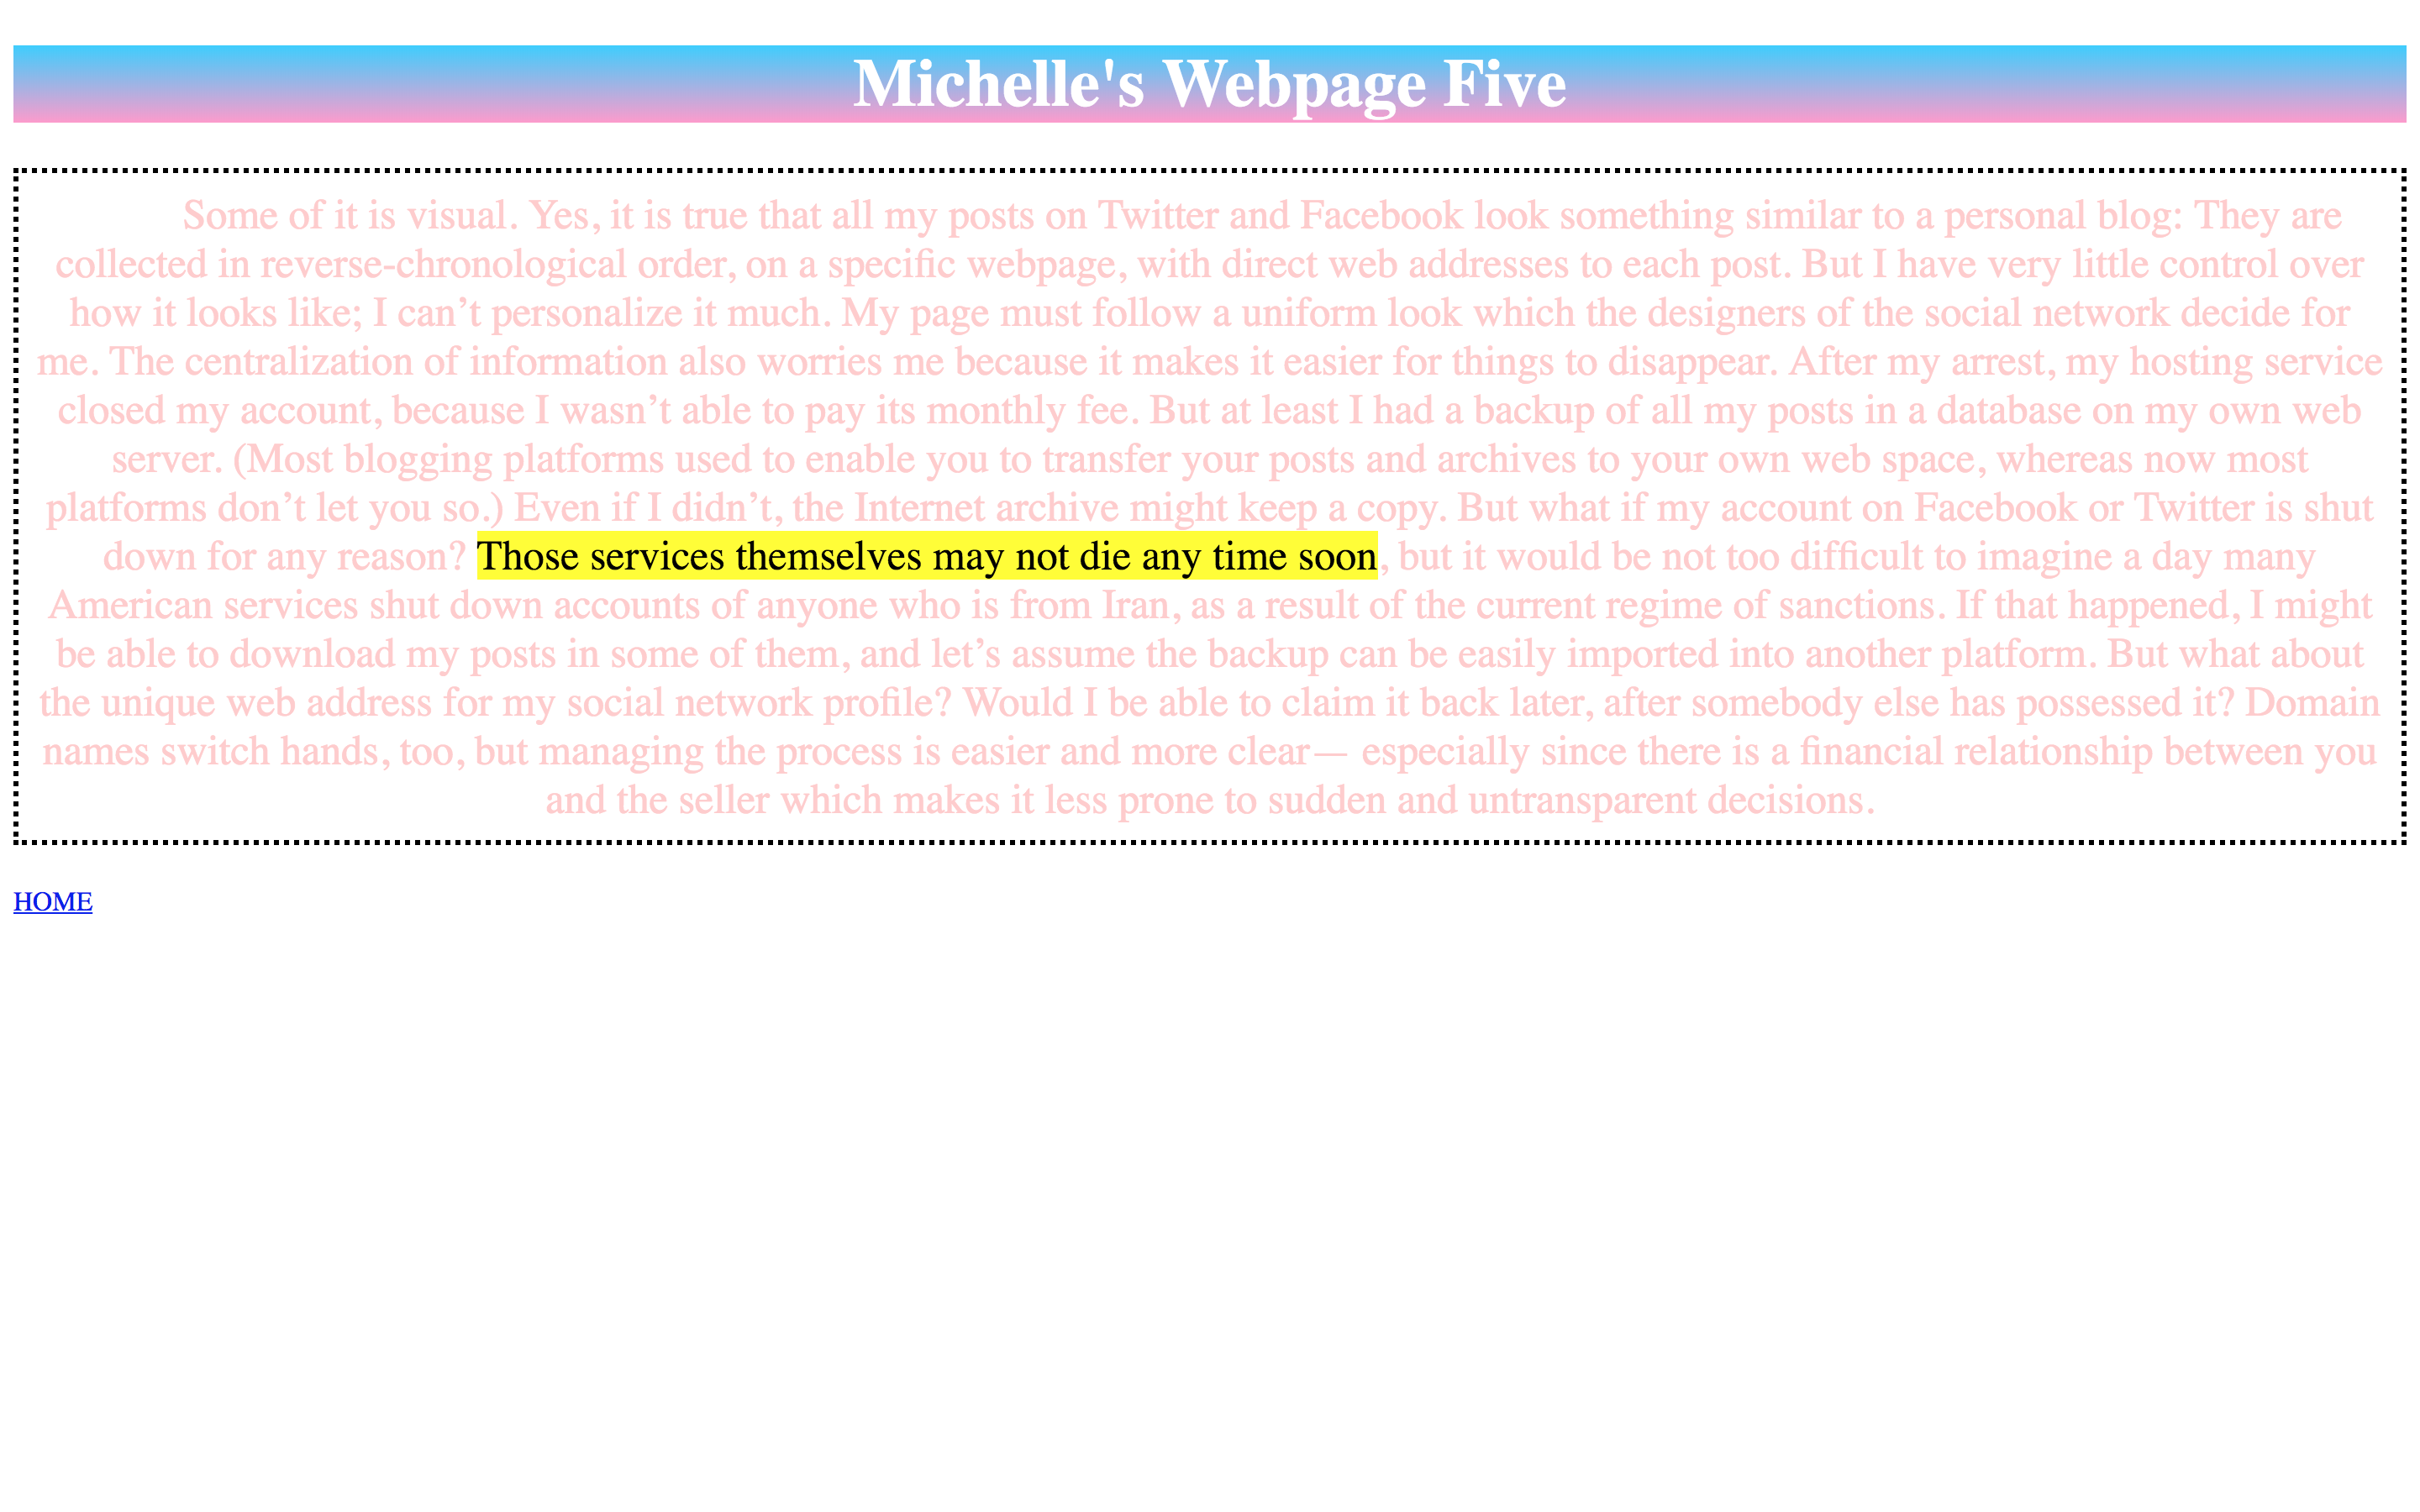 Michelle's Webpage Five
Some of it is visual. Yes, it is true that all my posts on Twitter and Facebook look something similar to a personal blog: They are
collected in reverse-chronological order, on a specific webpage, with direct web addresses to each post. But I have very little control over
how it looks like; I can’t personalize it much. My page must follow a uniform look which the designers of the social network decide for
me. The centralization of information also worries me because it makes it easier for things to disappear. After my arrest, my hosting service
closed my account, because I wasn’t able to pay its monthly fee. But at least I had a backup of all my posts in a database on my own web
server. (Most blogging platforms used to enable you to transfer your posts and archives to your own web space, whereas now most
platforms don’t let you so.) Even if I didn’t, the Internet archive might keep a copy. But what if my account on Facebook or Twitter is shut
down for any reason? Those services themselves may not die any time soon, but it would be not too difficult to imagine a day many
American services shut down accounts of anyone who is from Iran, as a result of the current regime of sanctions. If that happened, I might
be able to download my posts in some of them, and let’s assume the backup can be easily imported into another platform. But what about
the unique web address for my social network profile? Would I be able to claim it back later, after somebody else has possessed it? Domain
names switch hands, too, but managing the process is easier and more clear— especially since there is a financial relationship between you
and the seller which makes it less prone to sudden and untransparent decisions.
HOME